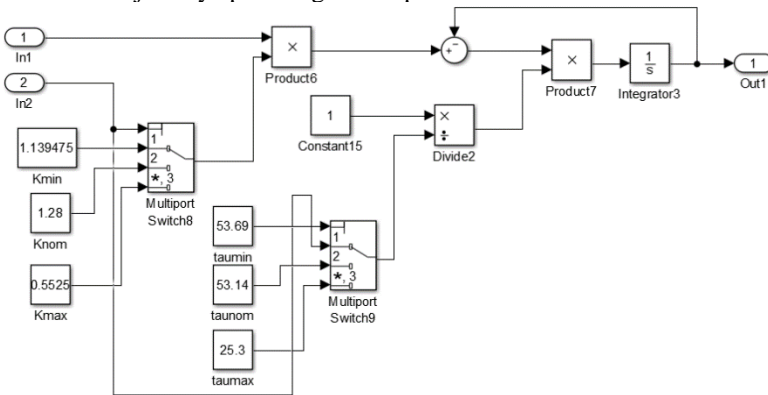 1
In1
2
In2
×
Product6
+
−
×
Product7
1
s
Integrator3
1
Out1
1
Constant15
×
÷
Divide2
1.139475
Kmin
1.28
Knom
0.5525
Kmax
1
2
*, 3
Multiport
Switch8
53.69
taumin
53.14
taunom
25.3
taumax
1
2
*, 3
Multiport
Switch9